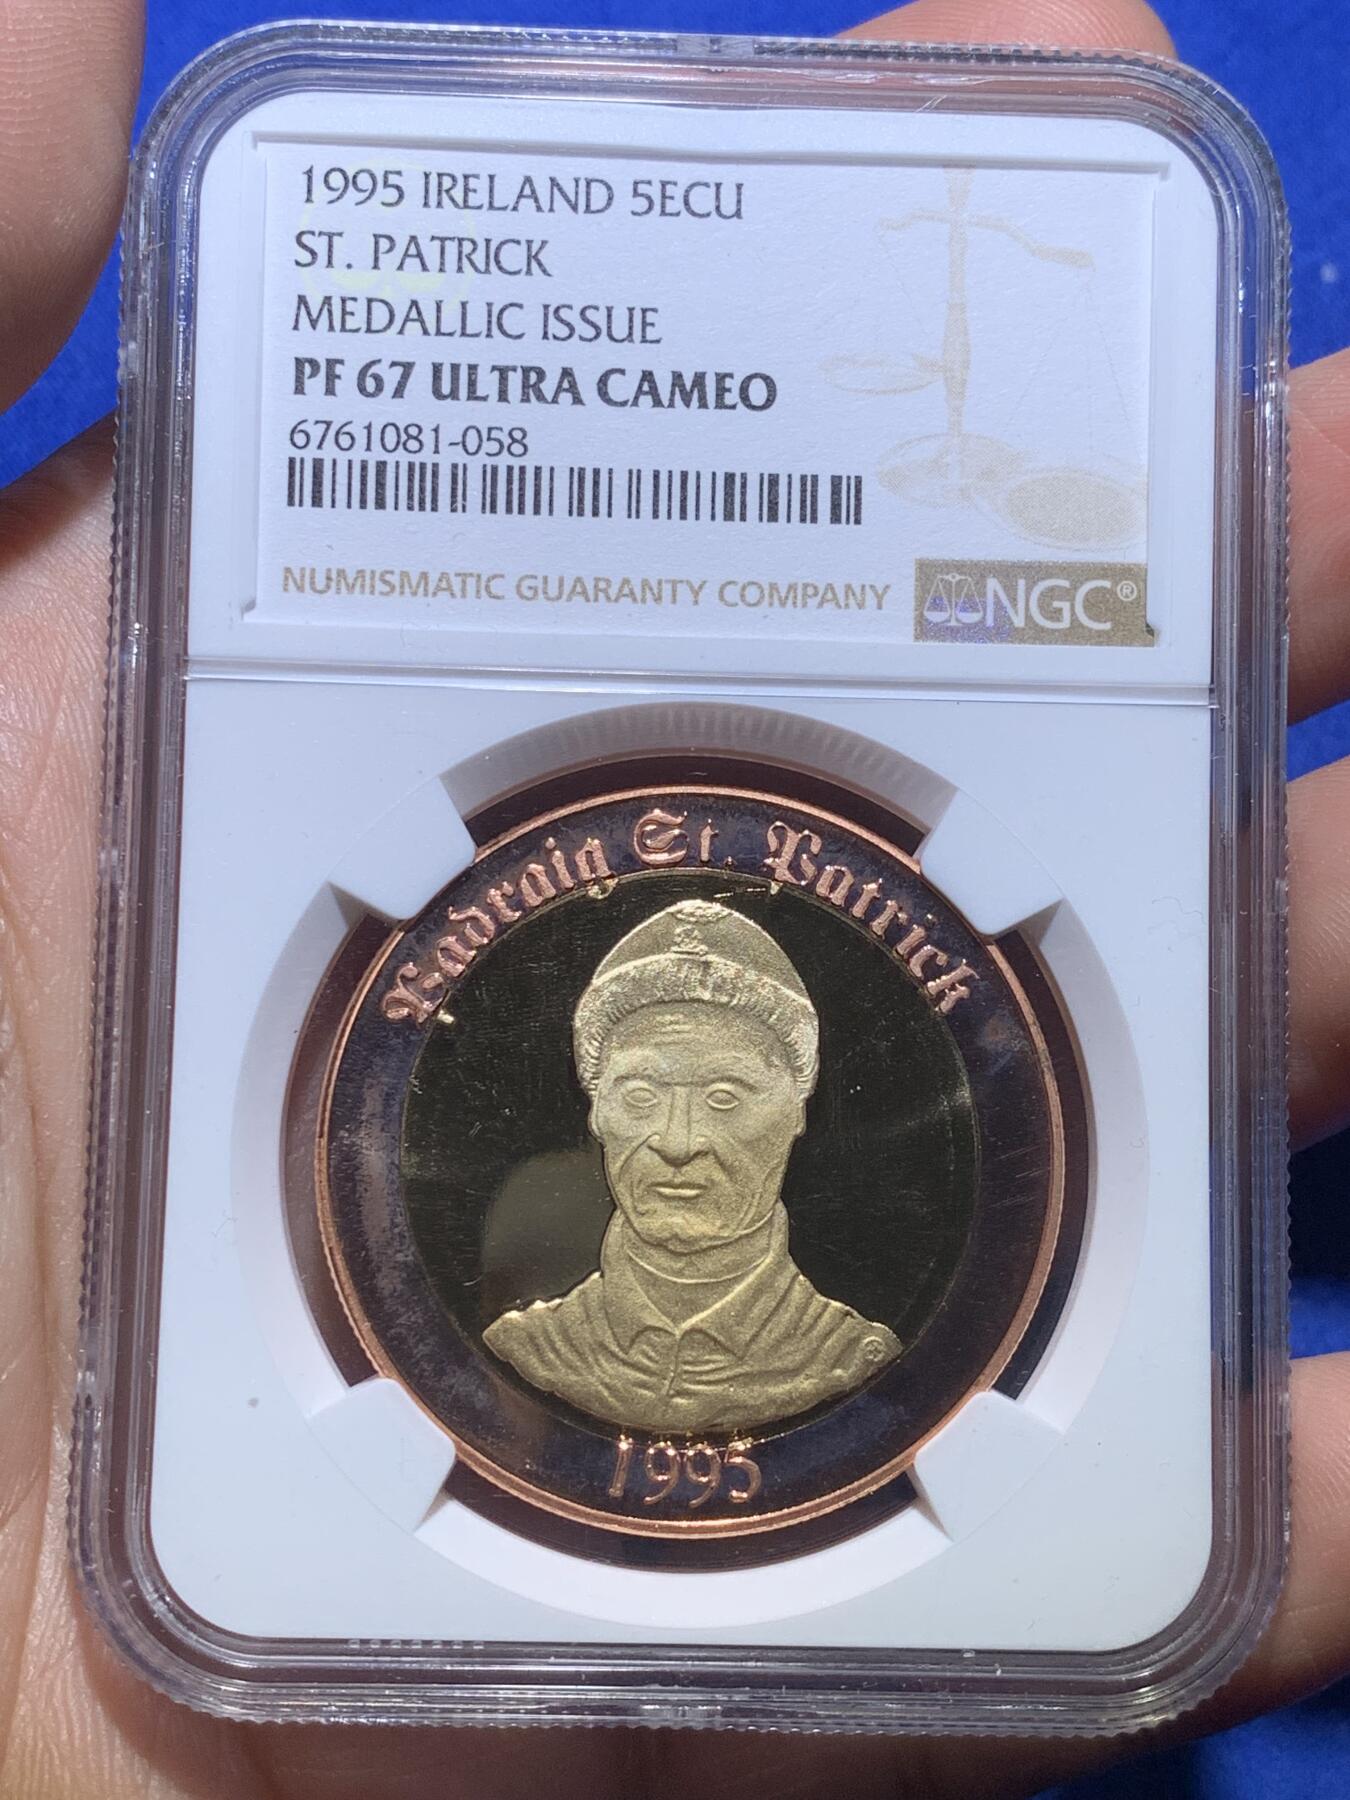 1995 IRELAND 5ECU
ST. PATRICK
MEDALLIC ISSUE
PF 67 ULTRA CAMEO
6761081-058
NUMISMATIC GUARANTY COMPANY
NGC®
Padraig St. Patrick
1995